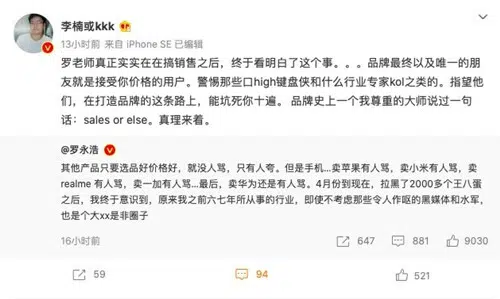 李楠或kkk
13小时前 来自 iPhone SE 已编辑
罗老师真正实实在在搞销售之后，终于看明白了这个事。。。品牌最终以及唯一的朋
友就是接受你价格的用户。警惕那些口high键盘侠和什么行业专家kol之类的。指望他
们，在打造品牌的这条路上，能坑死你十遍。 品牌史上一个我尊重的大师说过一句
话：sales or else。真理来着。
@罗永浩
其他产品只要选品好价格好，就没人骂，只有人夸。但是手机...卖苹果有人骂，卖小米有人骂，卖
realme 有人骂，卖一加有人骂...最后，卖华为还是有人骂。4月份到现在，拉黑了2000多个王八蛋
之后，我终于意识到，原来我之前六七年所从事的行业，即使不考虑那些令人作呕的黑媒体和水军，
也是个大xx是非圈子
16小时前 647 881 9030
59 94 521